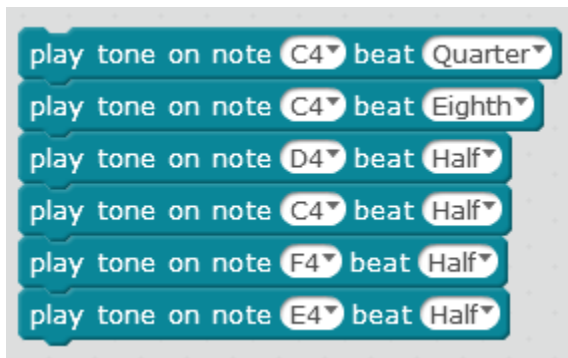 play tone on note C4 beat Quarter
play tone on note C4 beat Eighth
play tone on note D4 beat Half
play tone on note C4 beat Half
play tone on note F4 beat Half
play tone on note E4 beat Half